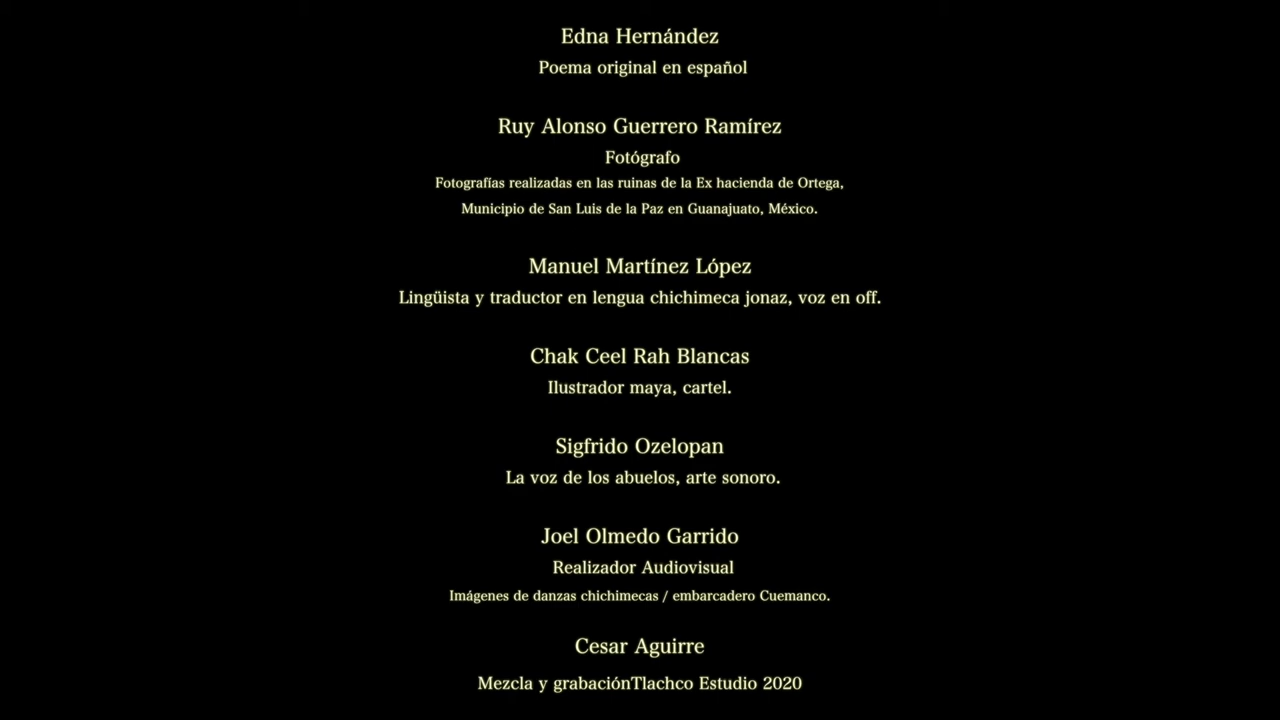 Edna Hernández
Poema original en español
Ruy Alonso Guerrero Ramírez
Fotógrafo
Fotografías realizadas en las ruinas de la Ex hacienda de Ortega,
Municipio de San Luis de la Paz en Guanajuato, México.
Manuel Martínez López
Lingüista y traductor en lengua chichimeca jonaz, voz en off.
Chak Ceel Rah Blancas
Ilustrador maya, cartel.
Sigfrido Ozelopan
La voz de los abuelos, arte sonoro.
Joel Olmedo Garrido
Realizador Audiovisual
Imágenes de danzas chichimecas / embarcadero Cuemanco.
Cesar Aguirre
Mezcla y grabaciónTlachco Estudio 2020